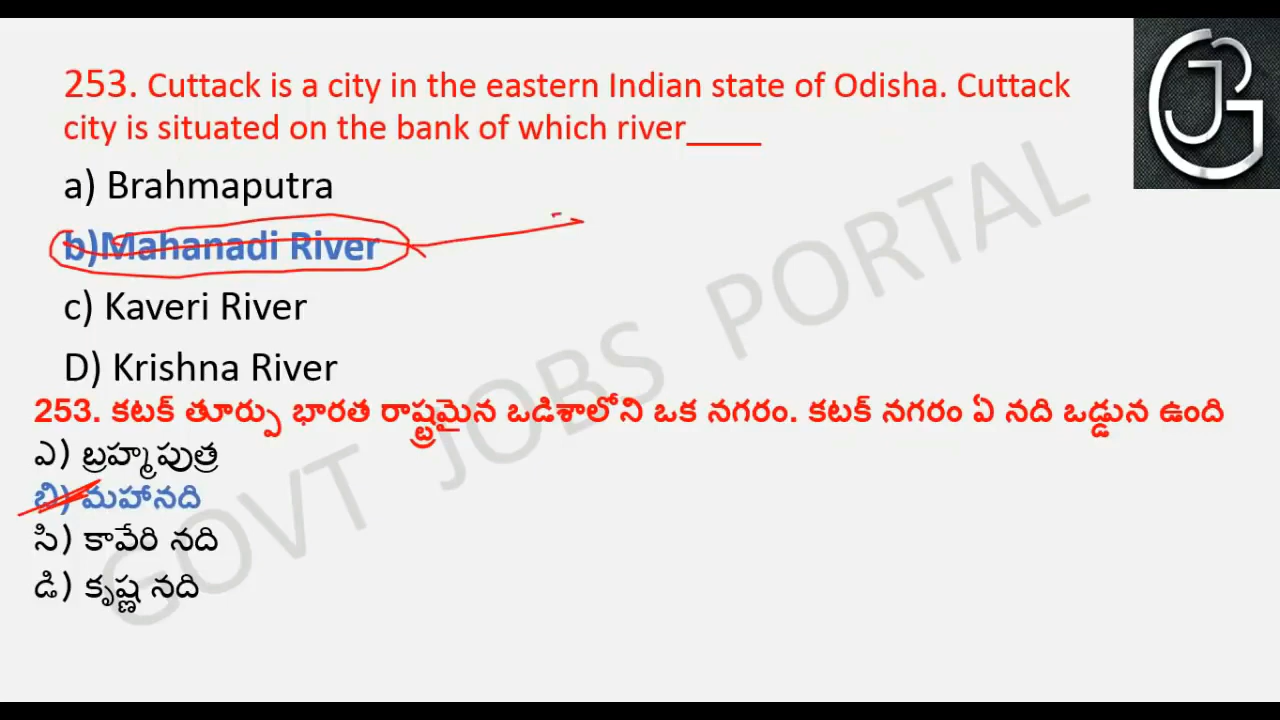 253. Cuttack is a city in the eastern Indian state of Odisha. Cuttack
city is situated on the bank of which river____
a) Brahmaputra
b)Mahanadi River
c) Kaveri River
D) Krishna River
253. కటక్ తూర్పు భారత రాష్ట్రమైన ఒడిశాలోని ఒక నగరం. కటక్ నగరం ఏ నది ఒడ్డున ఉంది
ఎ) బ్రహ్మపుత్ర
బి) మహానది
సి) కావేరి నది
డి) కృష్ణ నది
GOVT JOBS PORTAL
GJ